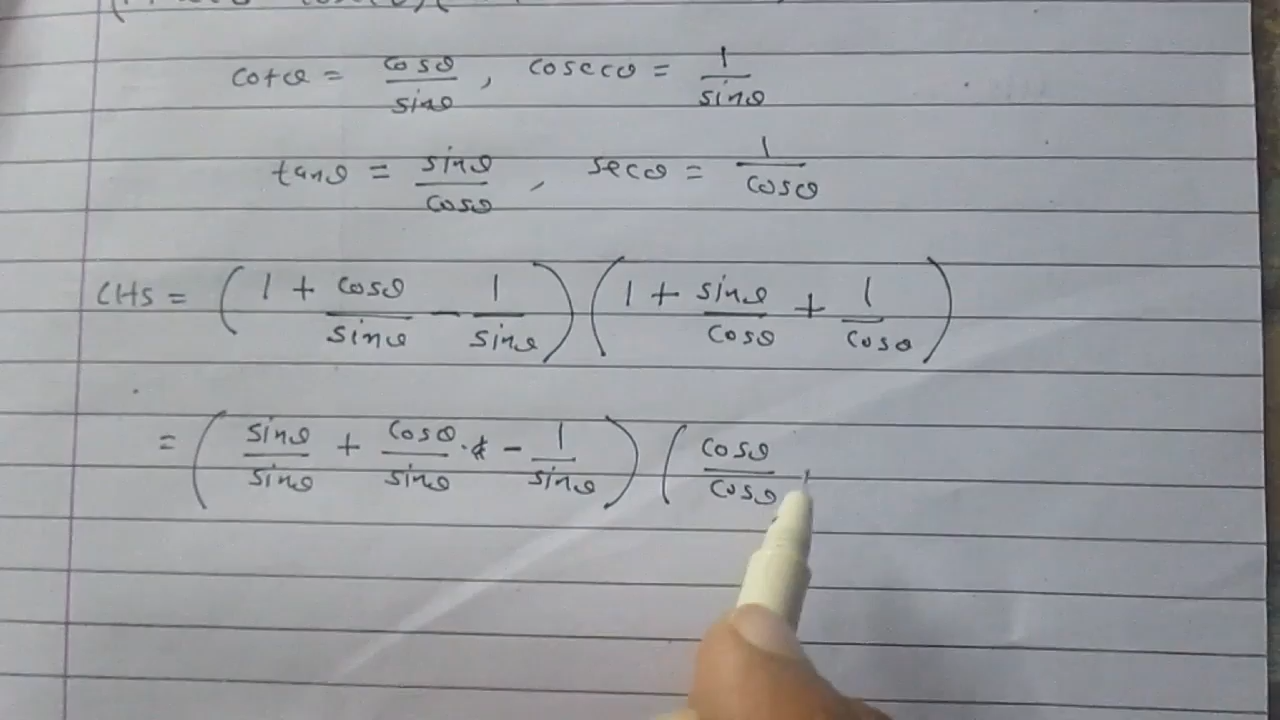 cotθ = cosθ/sinθ , cosecθ = 1/sinθ
tanθ = sinθ/cosθ , secθ = 1/cosθ
LHS = (1 + cosθ/sinθ - 1/sinθ) (1 + sinθ/cosθ + 1/cosθ)
= (sinθ/sinθ + cosθ/sinθ · - 1/sinθ) (cosθ/cosθ